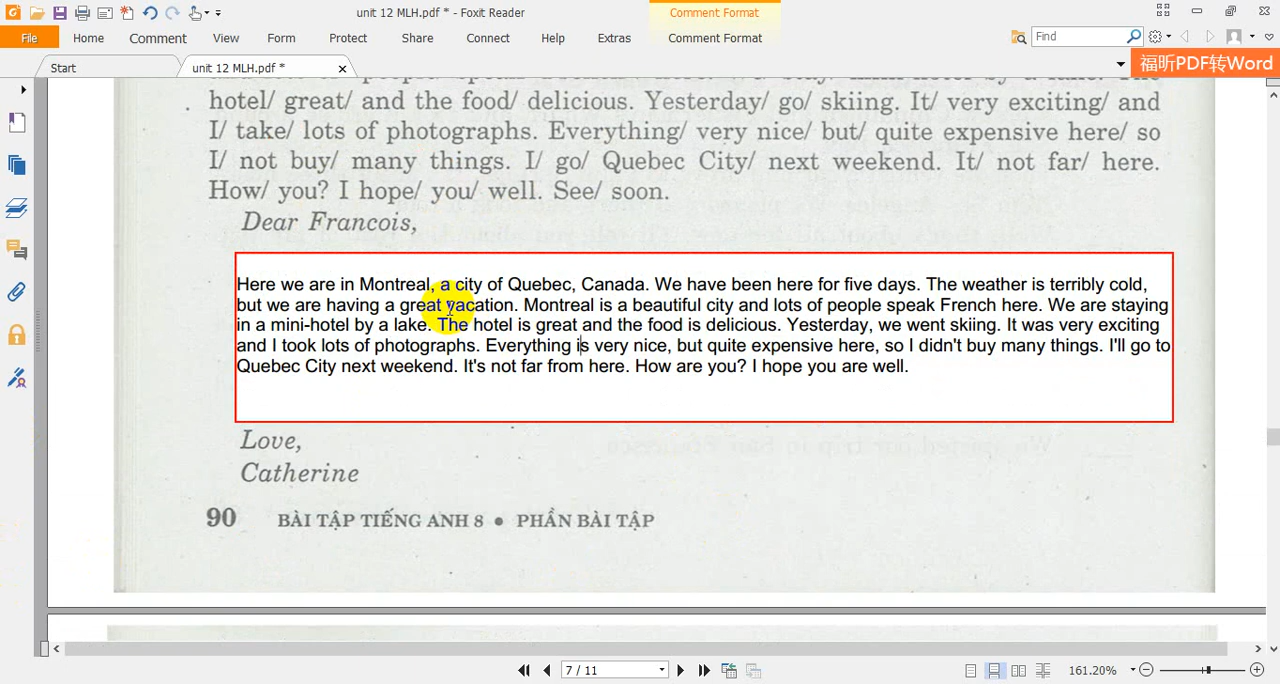 unit 12 MLH.pdf * - Foxit Reader
Comment Format
File Home Comment View Form Protect Share Connect Help Extras Comment Format Find
Start unit 12 MLH.pdf * 福昕PDF转Word
hotel/ great/ and the food/ delicious. Yesterday/ go/ skiing. It/ very exciting/ and
I/ take/ lots of photographs. Everything/ very nice/ but/ quite expensive here/ so
I/ not buy/ many things. I/ go/ Quebec City/ next weekend. It/ not far/ here.
How/ you? I hope/ you/ well. See/ soon.
Dear Francois,
Here we are in Montreal, a city of Quebec, Canada. We have been here for five days. The weather is terribly cold,
but we are having a great vacation. Montreal is a beautiful city and lots of people speak French here. We are staying
in a mini-hotel by a lake. The hotel is great and the food is delicious. Yesterday, we went skiing. It was very exciting
and I took lots of photographs. Everything is very nice, but quite expensive here, so I didn't buy many things. I'll go to
Quebec City next weekend. It's not far from here. How are you? I hope you are well.
Love,
Catherine
90 BÀI TẬP TIẾNG ANH 8 • PHẦN BÀI TẬP
7 / 11 161.20%